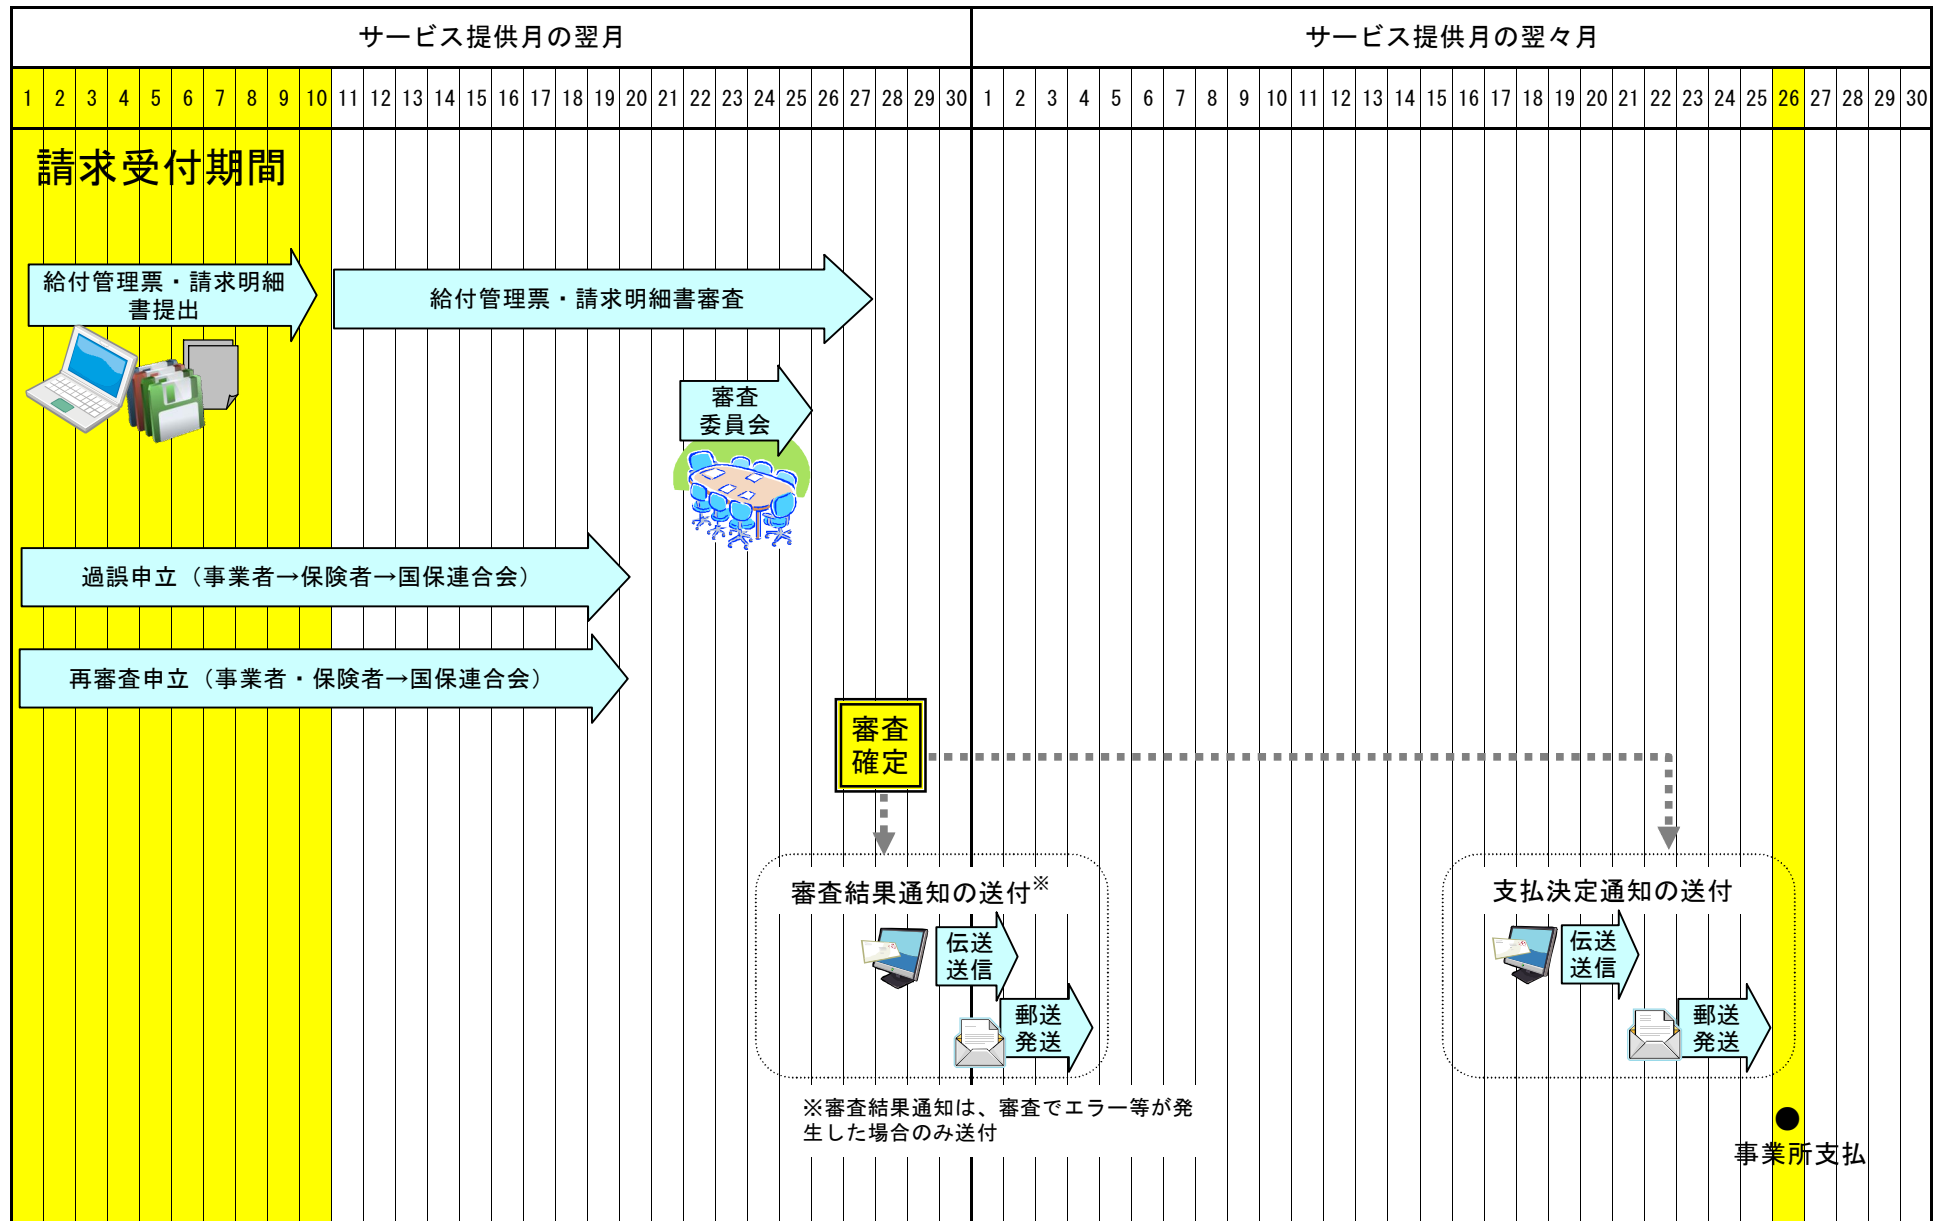 サービス提供月の翌月
サービス提供月の翌々月
1 2 3 4 5 6 7 8 9 10 11 12 13 14 15 16 17 18 19 20 21 22 23 24 25 26 27 28 29 30 1 2 3 4 5 6 7 8 9 10 11 12 13 14 15 16 17 18 19 20 21 22 23 24 25 26 27 28 29 30
請求受付期間
給付管理票・請求明細
書提出
給付管理票・請求明細書審査
審査
委員会
過誤申立（事業者→保険者→国保連合会）
再審査申立（事業者・保険者→国保連合会）
審査
確定
審査結果通知の送付※
伝送
送信
郵送
発送
支払決定通知の送付
伝送
送信
郵送
発送
※審査結果通知は、審査でエラー等が発
生した場合のみ送付
事業所支払